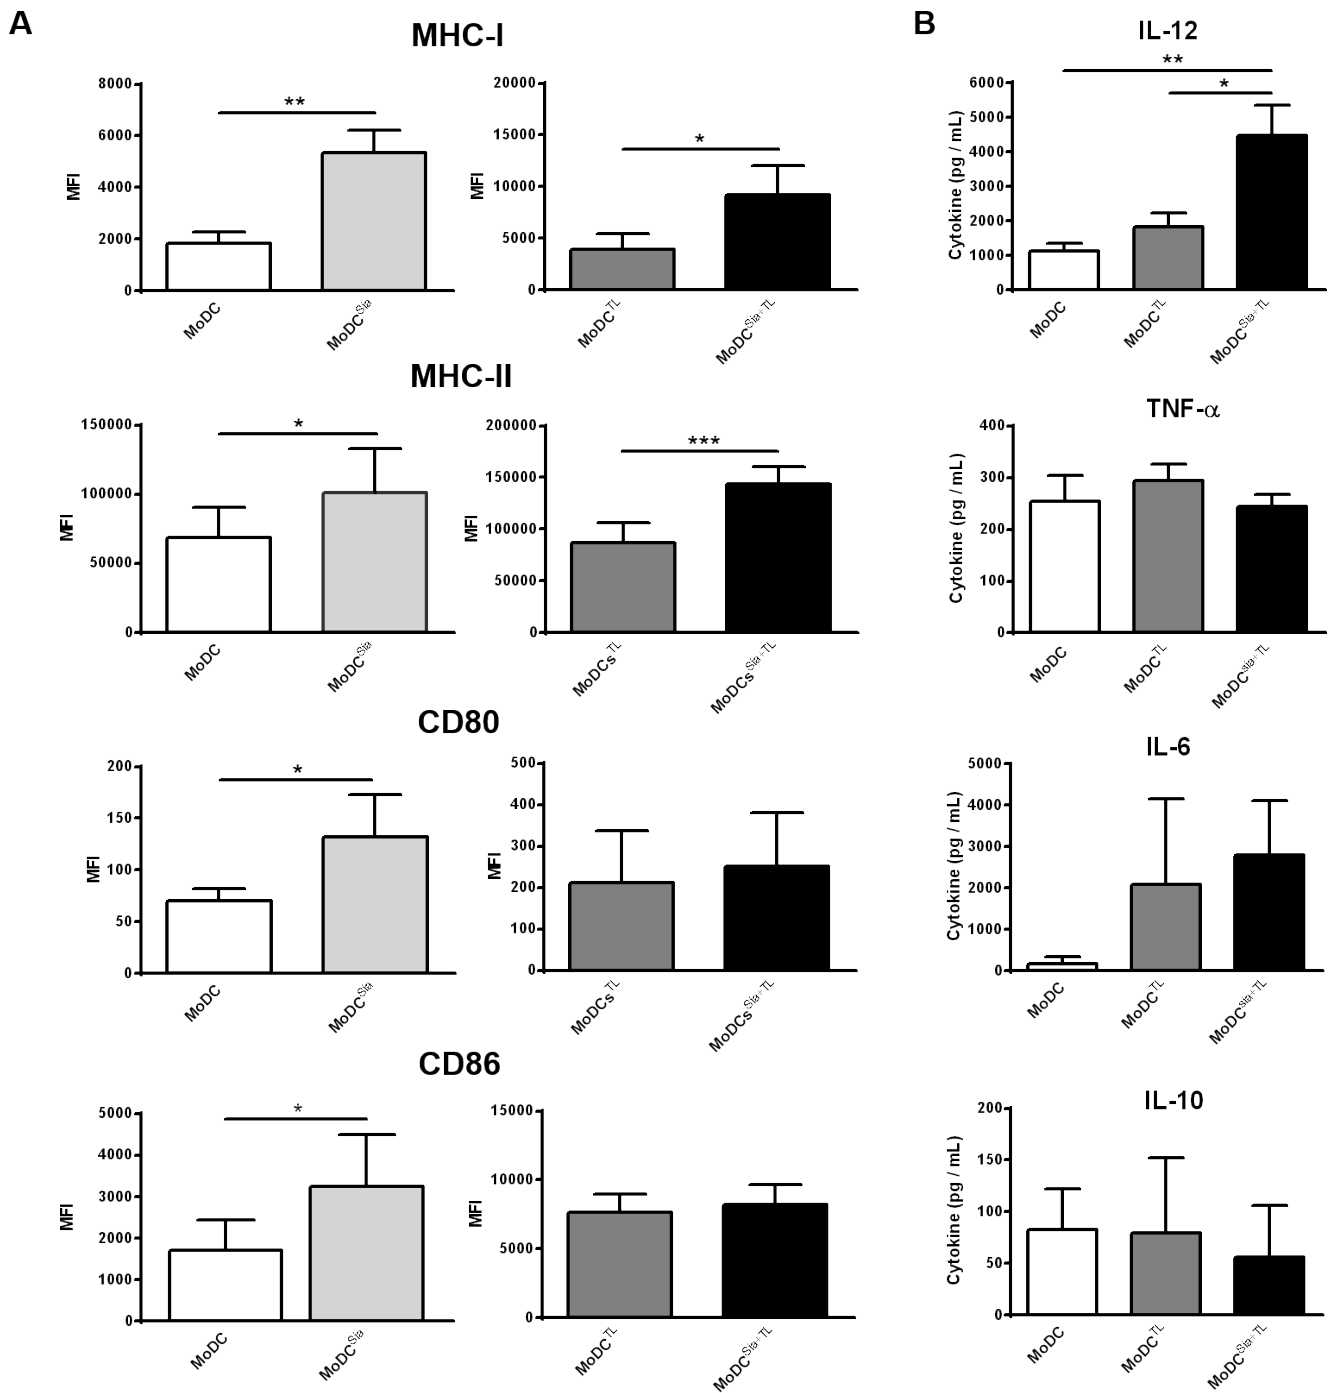 A
B
MHC-I
MFI
8000
6000
4000
2000
0
**
MoDC
MoDC^Sia
MFI
20000
15000
10000
5000
0
*
MoDC^TL
MoDC^Sia+TL
MHC-II
MFI
150000
100000
50000
0
*
MoDC
MoDC^Sia
MFI
200000
150000
100000
50000
0
***
MoDCs^TL
MoDCs^Sia+TL
CD80
MFI
200
150
100
50
0
*
MoDC
MoDC^Sia
MFI
500
400
300
200
100
0
MoDCs^TL
MoDCs^Sia+TL
CD86
MFI
5000
4000
3000
2000
1000
0
*
MoDC
MoDC^Sia
MFI
15000
10000
5000
0
MoDC^TL
MoDC^Sia+TL
IL-12
Cytokine (pg / mL)
6000
5000
4000
3000
2000
1000
0
**
*
MoDC
MoDC^TL
MoDC^Sia+TL
TNF-α
Cytokine (pg / mL)
400
300
200
100
0
MoDC
MoDC^TL
MoDC^sia+TL
IL-6
Cytokine (pg / mL)
5000
4000
3000
2000
1000
0
MoDC
MoDC^TL
MoDC^sia+TL
IL-10
Cytokine (pg / mL)
200
150
100
50
0
MoDC
MoDC^TL
MoDC^Sia+TL